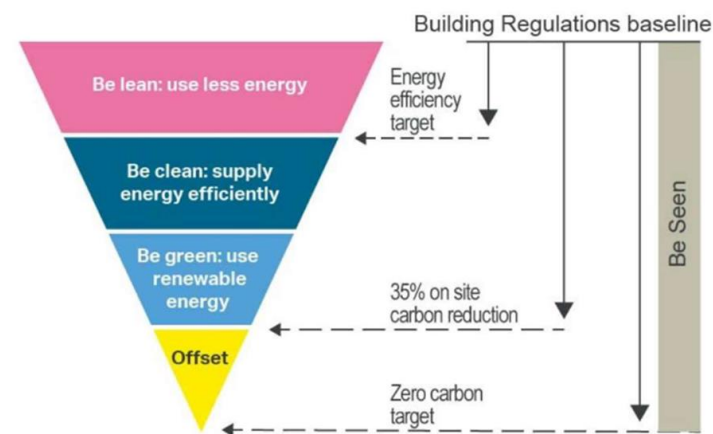 Building Regulations baseline
Be lean: use less energy
Energy
efficiency
target
Be clean: supply
energy efficiently
Be Seen
Be green: use
renewable
energy
35% on site
carbon reduction
Offset
Zero carbon
target